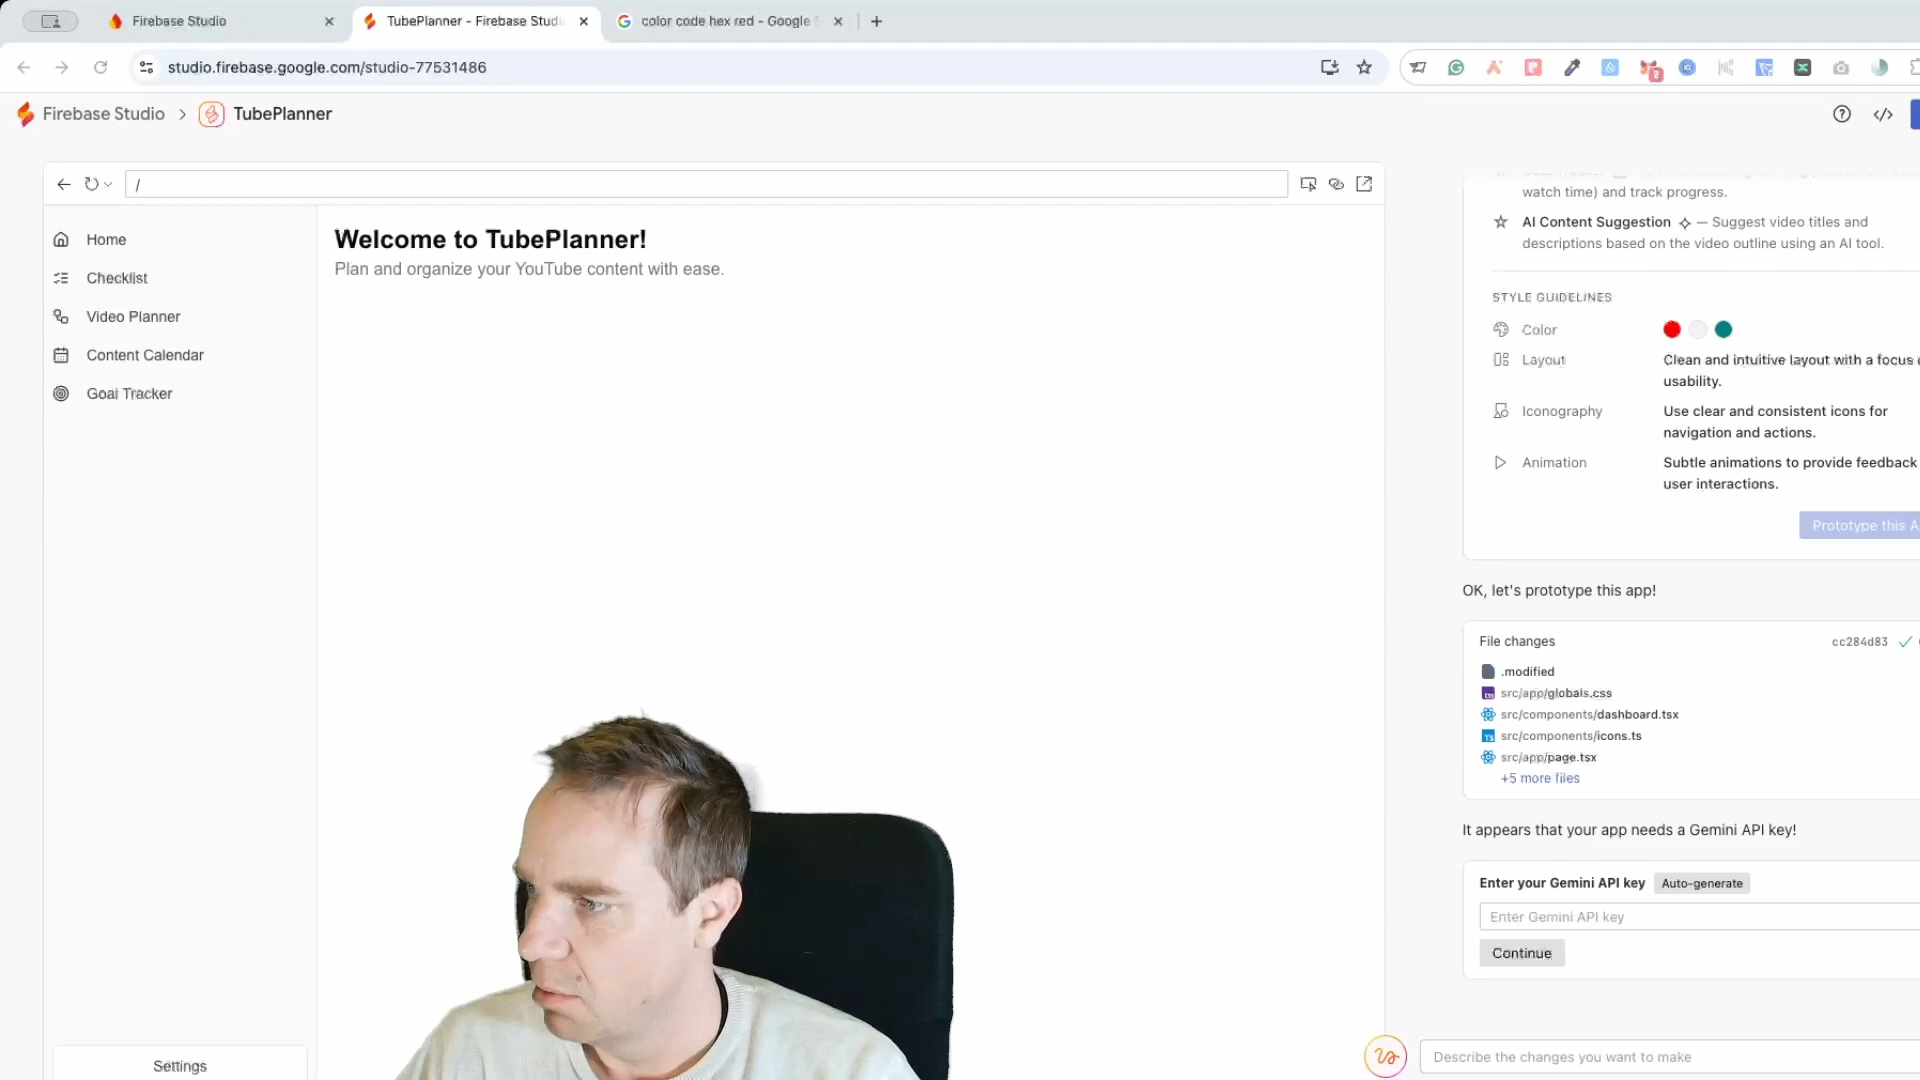 Firebase Studio
TubePlanner - Firebase Studi
color code hex red - Google
studio.firebase.google.com/studio-77531486
Firebase Studio > TubePlanner
/
Home
Checklist
Video Planner
Content Calendar
Goal Tracker
Settings
Welcome to TubePlanner!
Plan and organize your YouTube content with ease.
watch time) and track progress.
AI Content Suggestion — Suggest video titles and
descriptions based on the video outline using an AI tool.
STYLE GUIDELINES
Color
Layout
Clean and intuitive layout with a focus
usability.
Iconography
Use clear and consistent icons for
navigation and actions.
Animation
Subtle animations to provide feedback
user interactions.
Prototype this A
OK, let's prototype this app!
File changes
cc284d83
.modified
src/app/globals.css
src/components/dashboard.tsx
src/components/icons.ts
src/app/page.tsx
+5 more files
It appears that your app needs a Gemini API key!
Enter your Gemini API key
Auto-generate
Enter Gemini API key
Continue
Describe the changes you want to make